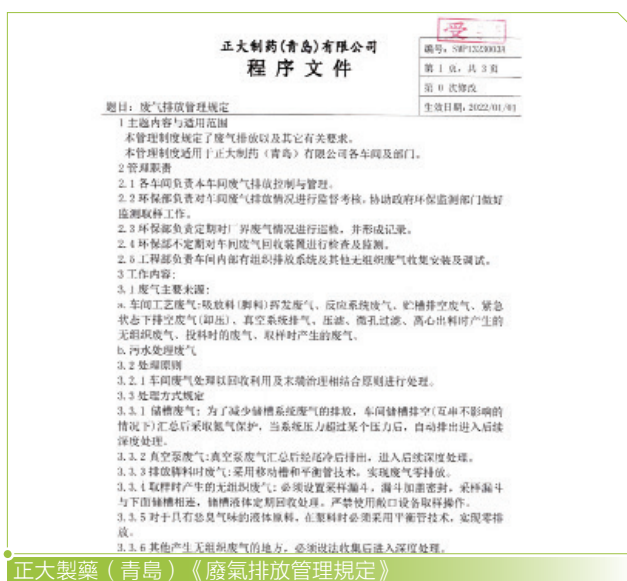 受
正大制药(青岛)有限公司
程序文件
编号：
第 1 页，共 3 页
第 0 次修改
生效日期：2022/01/01
题目：废气排放管理规定
1 主题内容与适用范围
本管理制度规定了废气排放以及其它有关要求。
本管理制度适用于正大制药（青岛）有限公司各车间及部门。
2 管理职责
2.1 各车间负责本车间废气排放控制与管理。
2.2 环保部负责对车间废气排放情况进行监督考核，协助政府环保监测部门做好
监测取样工作。
2.3 环保部负责定期对厂界废气情况进行巡检，并形成记录。
2.4 环保部不定期对车间废气回收装置进行检查及监测。
2.5 工程部负责车间内部有组织排放系统及其他无组织废气收集安装及调试。
3 工作内容：
3.1 废气主要来源：
a. 车间工艺废气:吸放料(脚料)挥发废气、反应系统废气、贮槽排空废气、紧急
状态下排空废气(卸压)、真空系统排气、压滤、微孔过滤、离心出料时产生的
无组织废气、投料时的废气、取样时产生的废气、
b. 污水处理废气
3.2 处理原则
3.2.1 车间废气处理以回收利用及末端治理相结合原则进行处理。
3.3 处理方式规定
3.3.1 储槽废气：为了减少储槽系统废气的排放，车间储槽排空(互串不影响的
情况下)汇总后采取氮气保护，当系统压力超过某个压力后，自动排出进入后续
深度处理。
3.3.2 真空泵废气:真空泵废气汇总后经尾冷后排出，进入后续深度处理。
3.3.3 排放脚料时废气:采用移动槽和平衡管技术，实现废气零排放。
3.3.4 取样时产生的无组织废气：必须设置采样漏斗，漏斗加盖密封，采样漏斗
与下面储槽相连，储槽液体定期回收处理。严禁使用敞口设备取样操作。
3.3.5 对于具有恶臭气味的液体原料，在塑料时必须采用平衡管技术，实现零排
放。
3.3.6 其他产生无组织废气的地方，必须设法收集后进入深度处理。
正大製藥（青島）《廢氣排放管理規定》